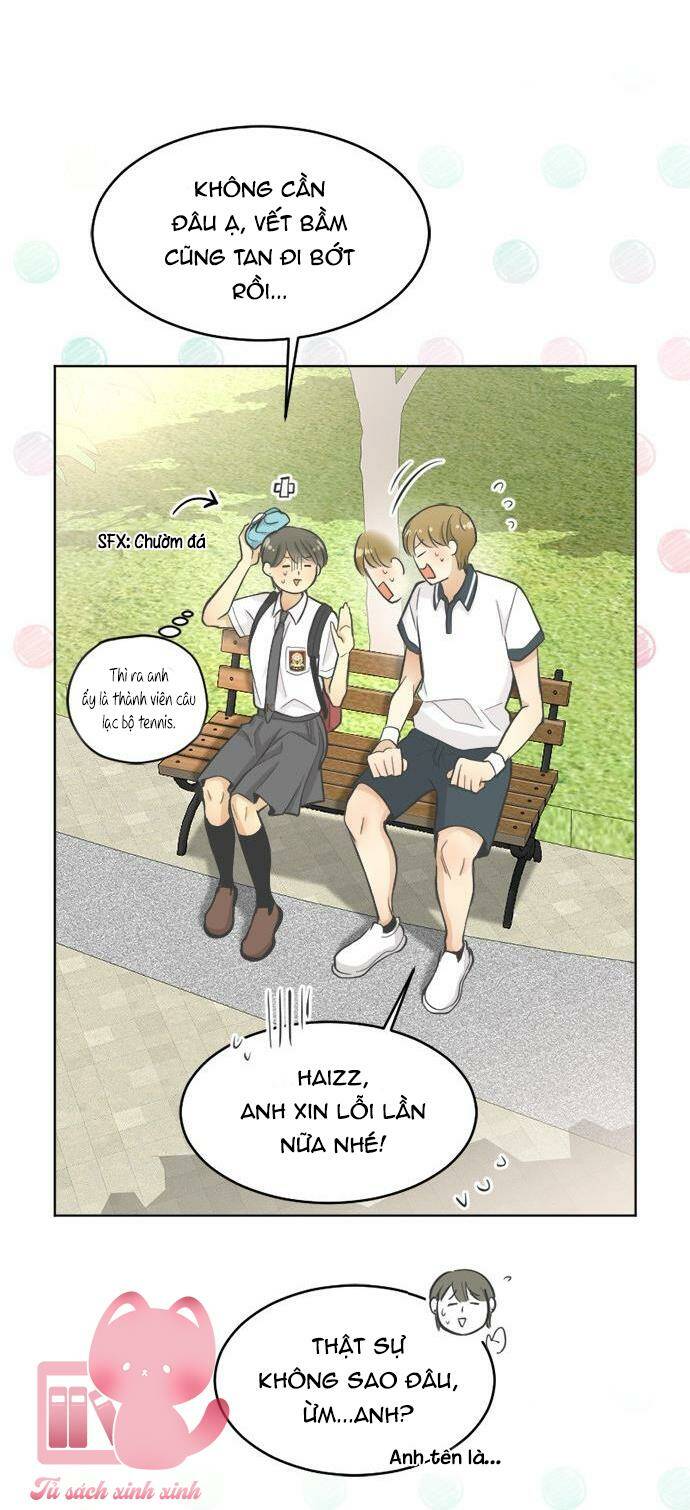 KHÔNG CẦN
ĐÂU Ạ, VẾT BẦM
CŨNG TAN ĐI BỚT
RỒI...
SFX: Chườm đá
Thì ra anh
ấy là thành viên câu
lạc bộ tennis.
HAIZZ,
ANH XIN LỖI LẦN
NỮA NHÉ!
THẬT SỰ
KHÔNG SAO ĐÂU,
ỪM...ANH?
Anh tên là...
Tủ sách xinh xinh